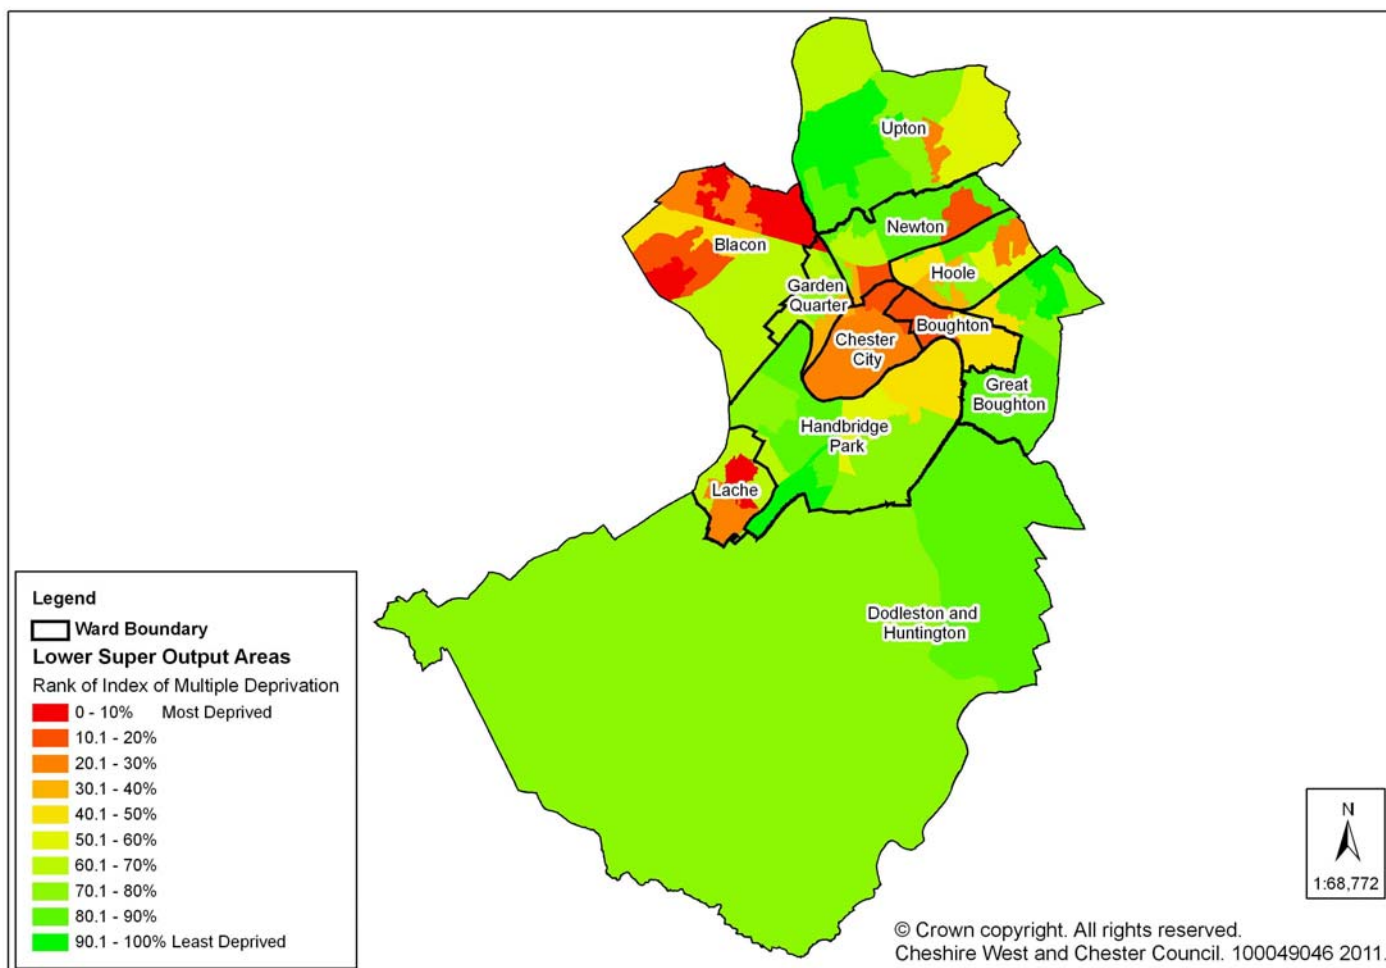 Upton
Newton
Blacon
Hoole
Garden
Quarter
Boughton
Chester
City
Great
Boughton
Handbridge
Park
Lache
Dodleston and
Huntington
Legend
Ward Boundary
Lower Super Output Areas
Rank of Index of Multiple Deprivation
0 - 10% Most Deprived
10.1 - 20%
20.1 - 30%
30.1 - 40%
40.1 - 50%
50.1 - 60%
60.1 - 70%
70.1 - 80%
80.1 - 90%
90.1 - 100% Least Deprived
N
1:68,772
© Crown copyright. All rights reserved.
Cheshire West and Chester Council. 100049046 2011.